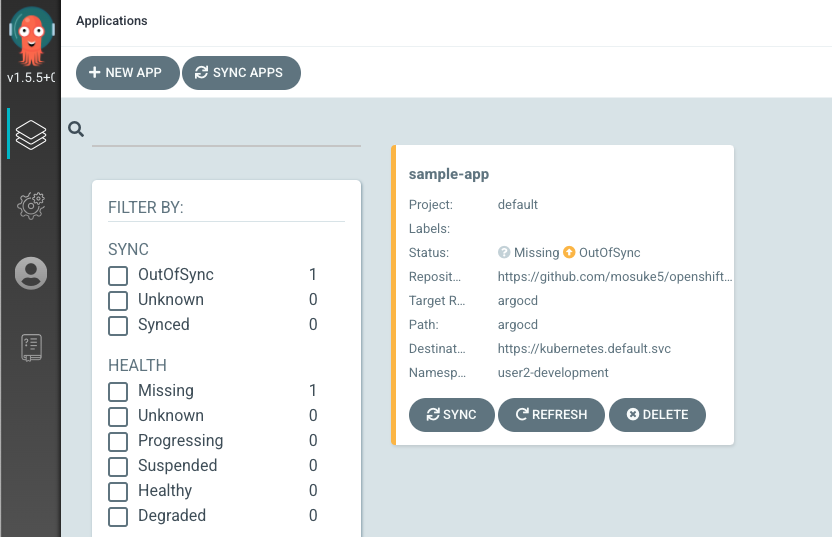 Applications
v1.5.5+0
NEW APP
SYNC APPS
FILTER BY:
SYNC
OutOfSync 1
Unknown 0
Synced 0
HEALTH
Missing 1
Unknown 0
Progressing 0
Suspended 0
Healthy 0
Degraded 0
sample-app
Project: default
Labels:
Status: Missing OutOfSync
Reposit... https://github.com/mosuke5/openshift...
Target R... argocd
Path: argocd
Destinat... https://kubernetes.default.svc
Namesp... user2-development
SYNC
REFRESH
DELETE